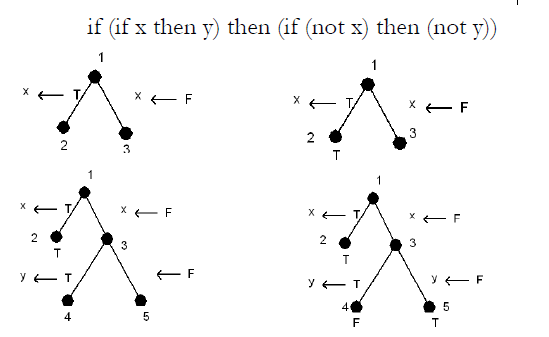 if (if x then y) then (if (not x) then (not y))
1
x ← T
x ← F
2
3
1
x ← T
x ← F
2
3
T
1
x ← T
x ← F
2
3
T
y ← T
← F
4
5
1
x ← T
x ← F
2
3
T
y ← T
y ← F
4
5
F
T